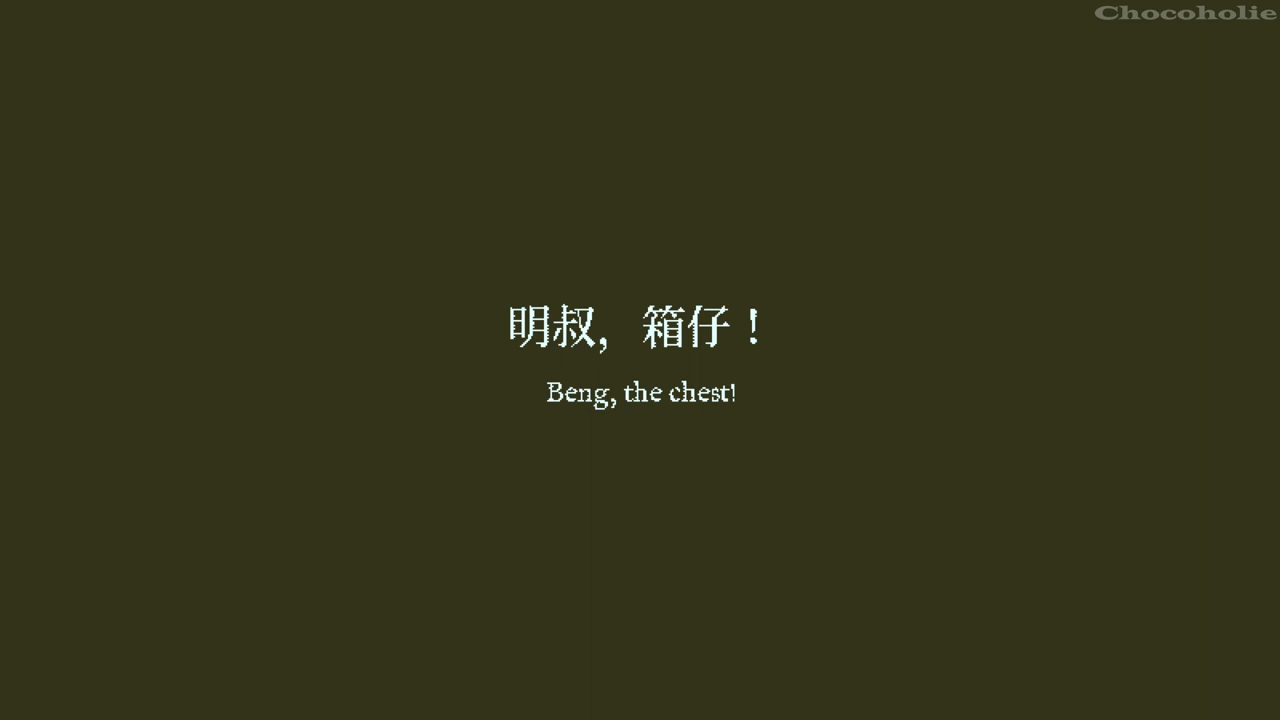 Chocoholie
明叔，箱仔！
Beng, the chest!